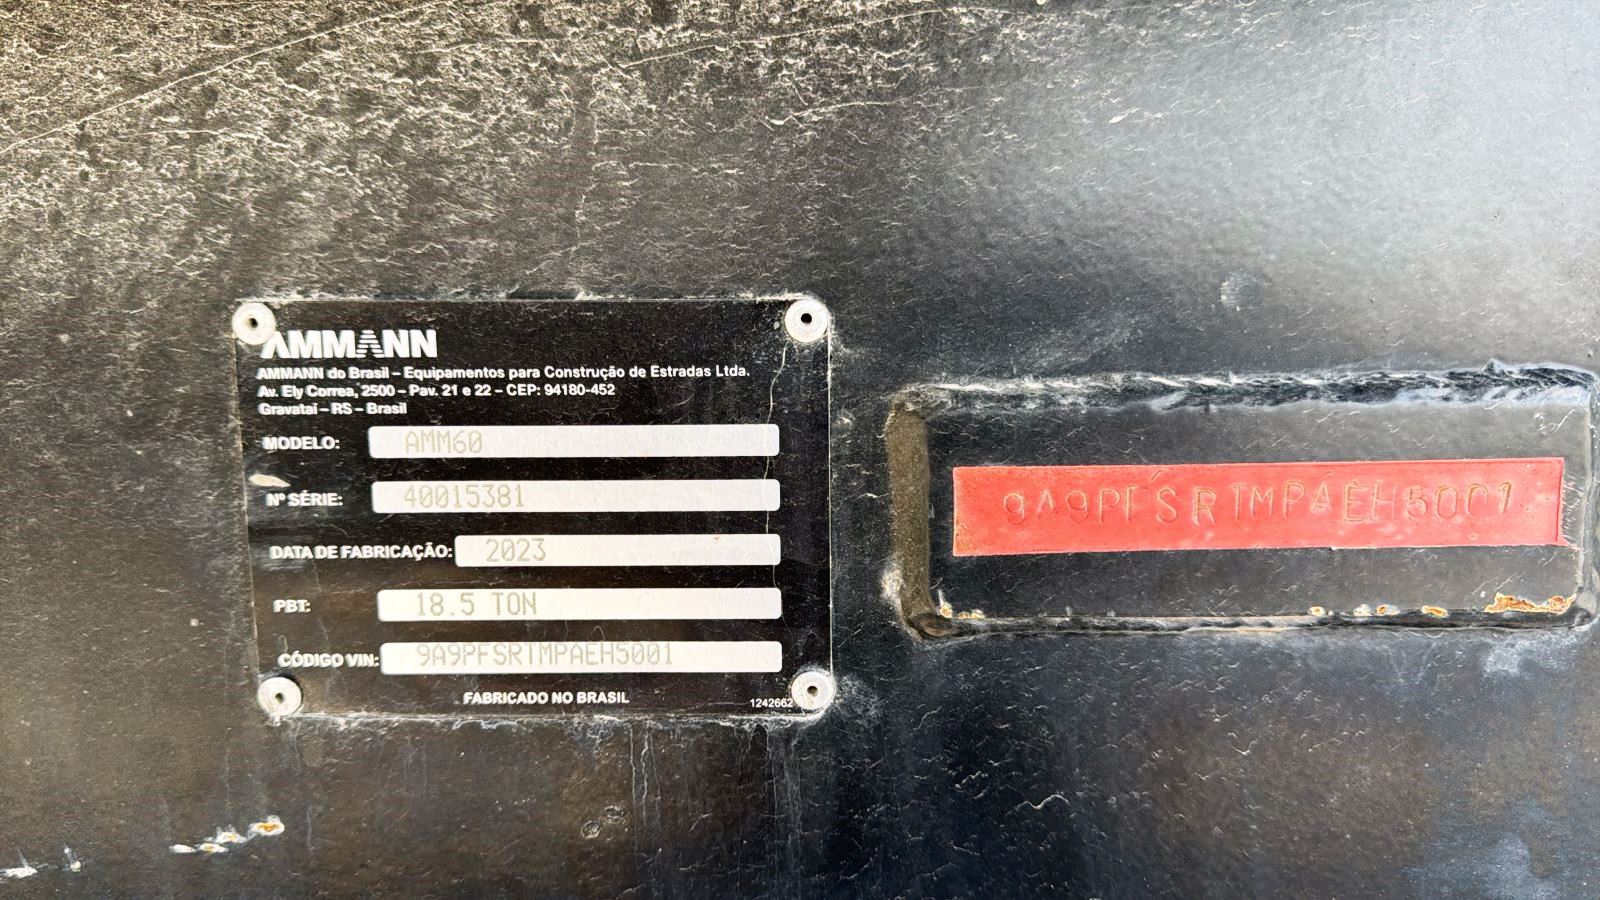 AMMANN
AMMANN do Brasil – Equipamentos para Construção de Estradas Ltda.
Av. Ely Correa, 2500 – Pav. 21 e 22 – CEP: 94180-452
Gravataí – RS – Brasil
MODELO: AMM60
Nº SÉRIE: 40015381
DATA DE FABRICAÇÃO: 2023
PBT: 18.5 TON
CÓDIGO VIN: 9A9PFSRTMPAEH5001
FABRICADO NO BRASIL
1242662
9A9PFSRTMPAEH5001